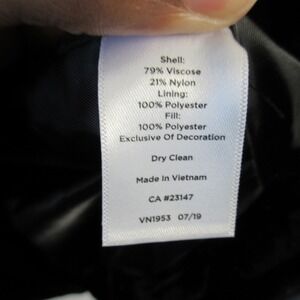 Shell:
79% Viscose
21% Nylon
Lining:
100% Polyester
Fill:
100% Polyester
Exclusive Of Decoration
Dry Clean
Made In Vietnam
CA #23147
VN1953 07/19